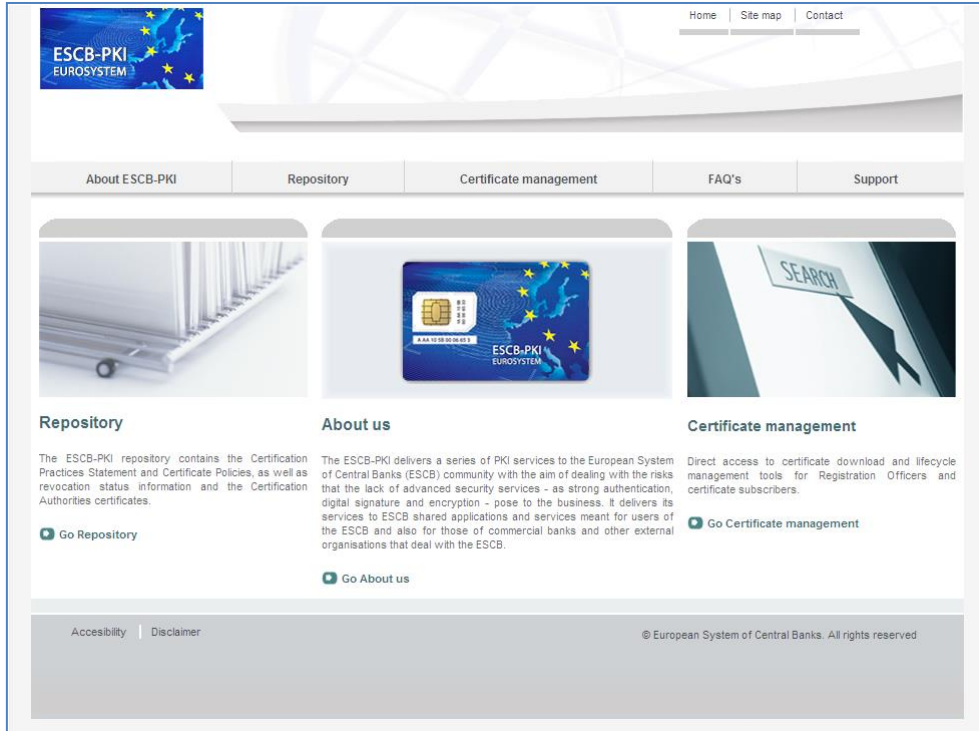 Home
Site map
Contact
ESCB-PKI
EUROSYSTEM
About ESCB-PKI
Repository
Certificate management
FAQ's
Support
SEARCH
ESCB-PKI
EUROSYSTEM
Repository
The ESCB-PKI repository contains the Certification
Practices Statement and Certificate Policies, as well as
revocation status information and the Certification
Authorities certificates.
Go Repository
About us
The ESCB-PKI delivers a series of PKI services to the European System
of Central Banks (ESCB) community with the aim of dealing with the risks
that the lack of advanced security services - as strong authentication,
digital signature and encryption - pose to the business. It delivers its
services to ESCB shared applications and services meant for users of
the ESCB and also for those of commercial banks and other external
organisations that deal with the ESCB.
Go About us
Certificate management
Direct access to certificate download and lifecycle
management tools for Registration Officers and
certificate subscribers.
Go Certificate management
Accesibility
Disclaimer
© European System of Central Banks. All rights reserved